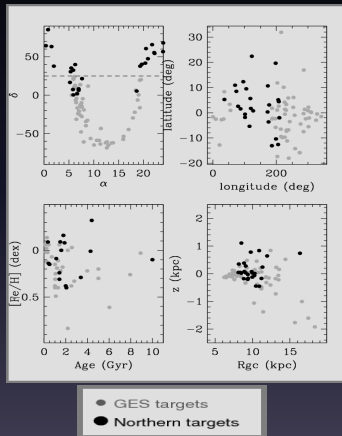 50
0
−50
δ
0 5 10 15 20
α
30
20
10
0
−10
−20
latitude (deg)
0 200
longitude (deg)
0
0.5
[Fe/H] (dex)
0 2 4 6 8 10
Age (Gyr)
2
1
0
−1
−2
z (kpc)
5 10 15
Rgc (kpc)
GES targets
Northern targets